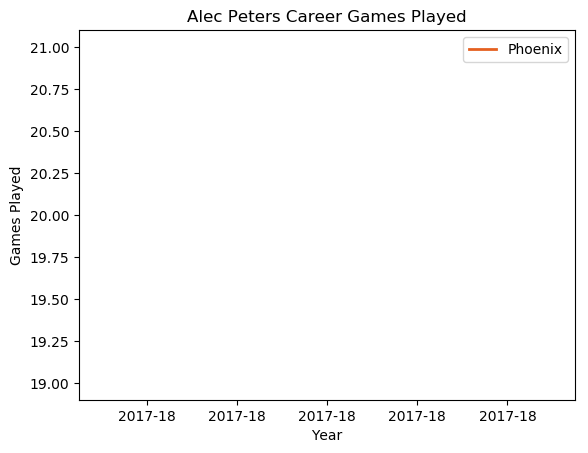 Alec Peters Career Games Played
Phoenix
21.00
20.75
20.50
20.25
20.00
19.75
19.50
19.25
19.00
Games Played
2017-18 2017-18 2017-18 2017-18 2017-18
Year